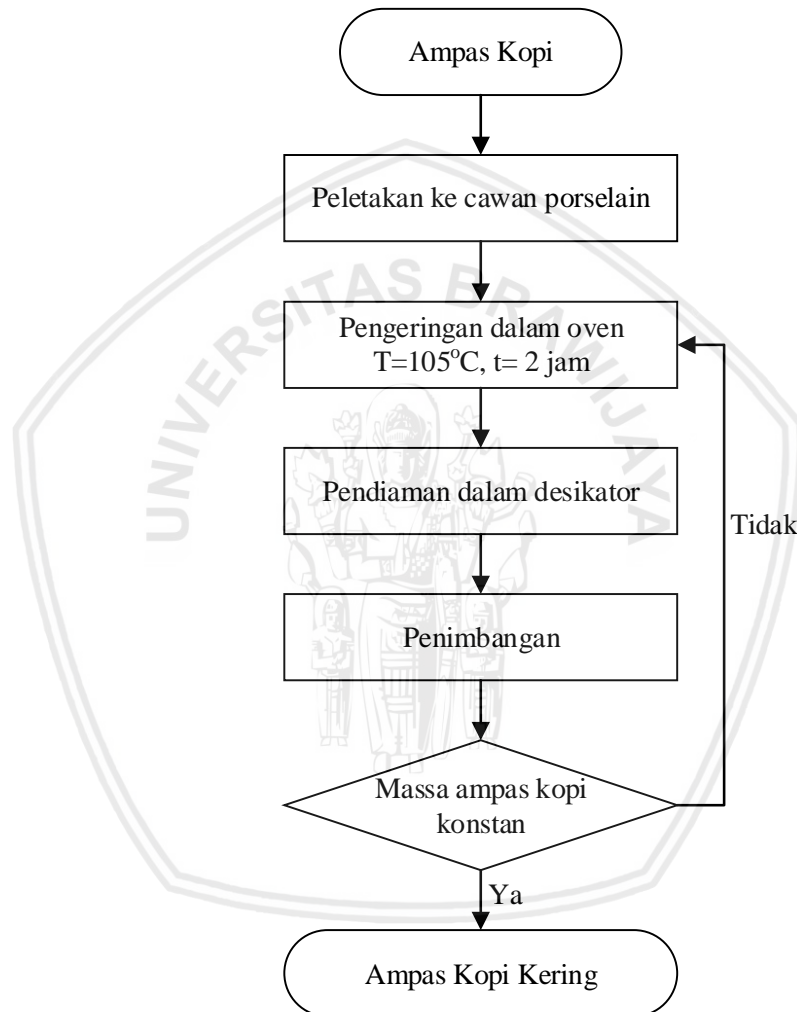 Ampas Kopi
Peletakan ke cawan porselain
UNIVERSITAS BRAWIJAYA
Pengeringan dalam oven
T=105°C, t= 2 jam
Pendiaman dalam desikator
Tidak
Penimbangan
Massa ampas kopi
konstan
Ya
Ampas Kopi Kering